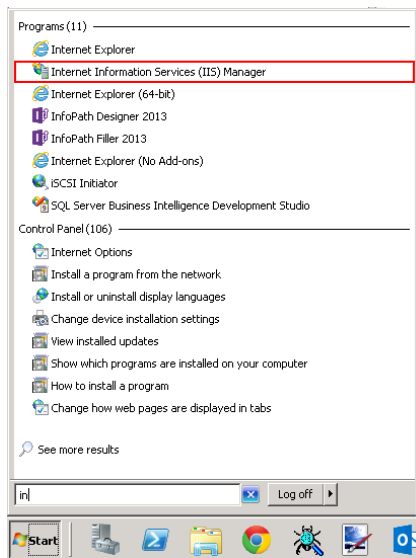 Programs (11)
Internet Explorer
Internet Information Services (IIS) Manager
Internet Explorer (64-bit)
InfoPath Designer 2013
InfoPath Filler 2013
Internet Explorer (No Add-ons)
iSCSI Initiator
SQL Server Business Intelligence Development Studio
Control Panel (106)
Internet Options
Install a program from the network
Install or uninstall display languages
Change device installation settings
View installed updates
Show which programs are installed on your computer
How to install a program
Change how web pages are displayed in tabs
See more results
in
Log off
Start